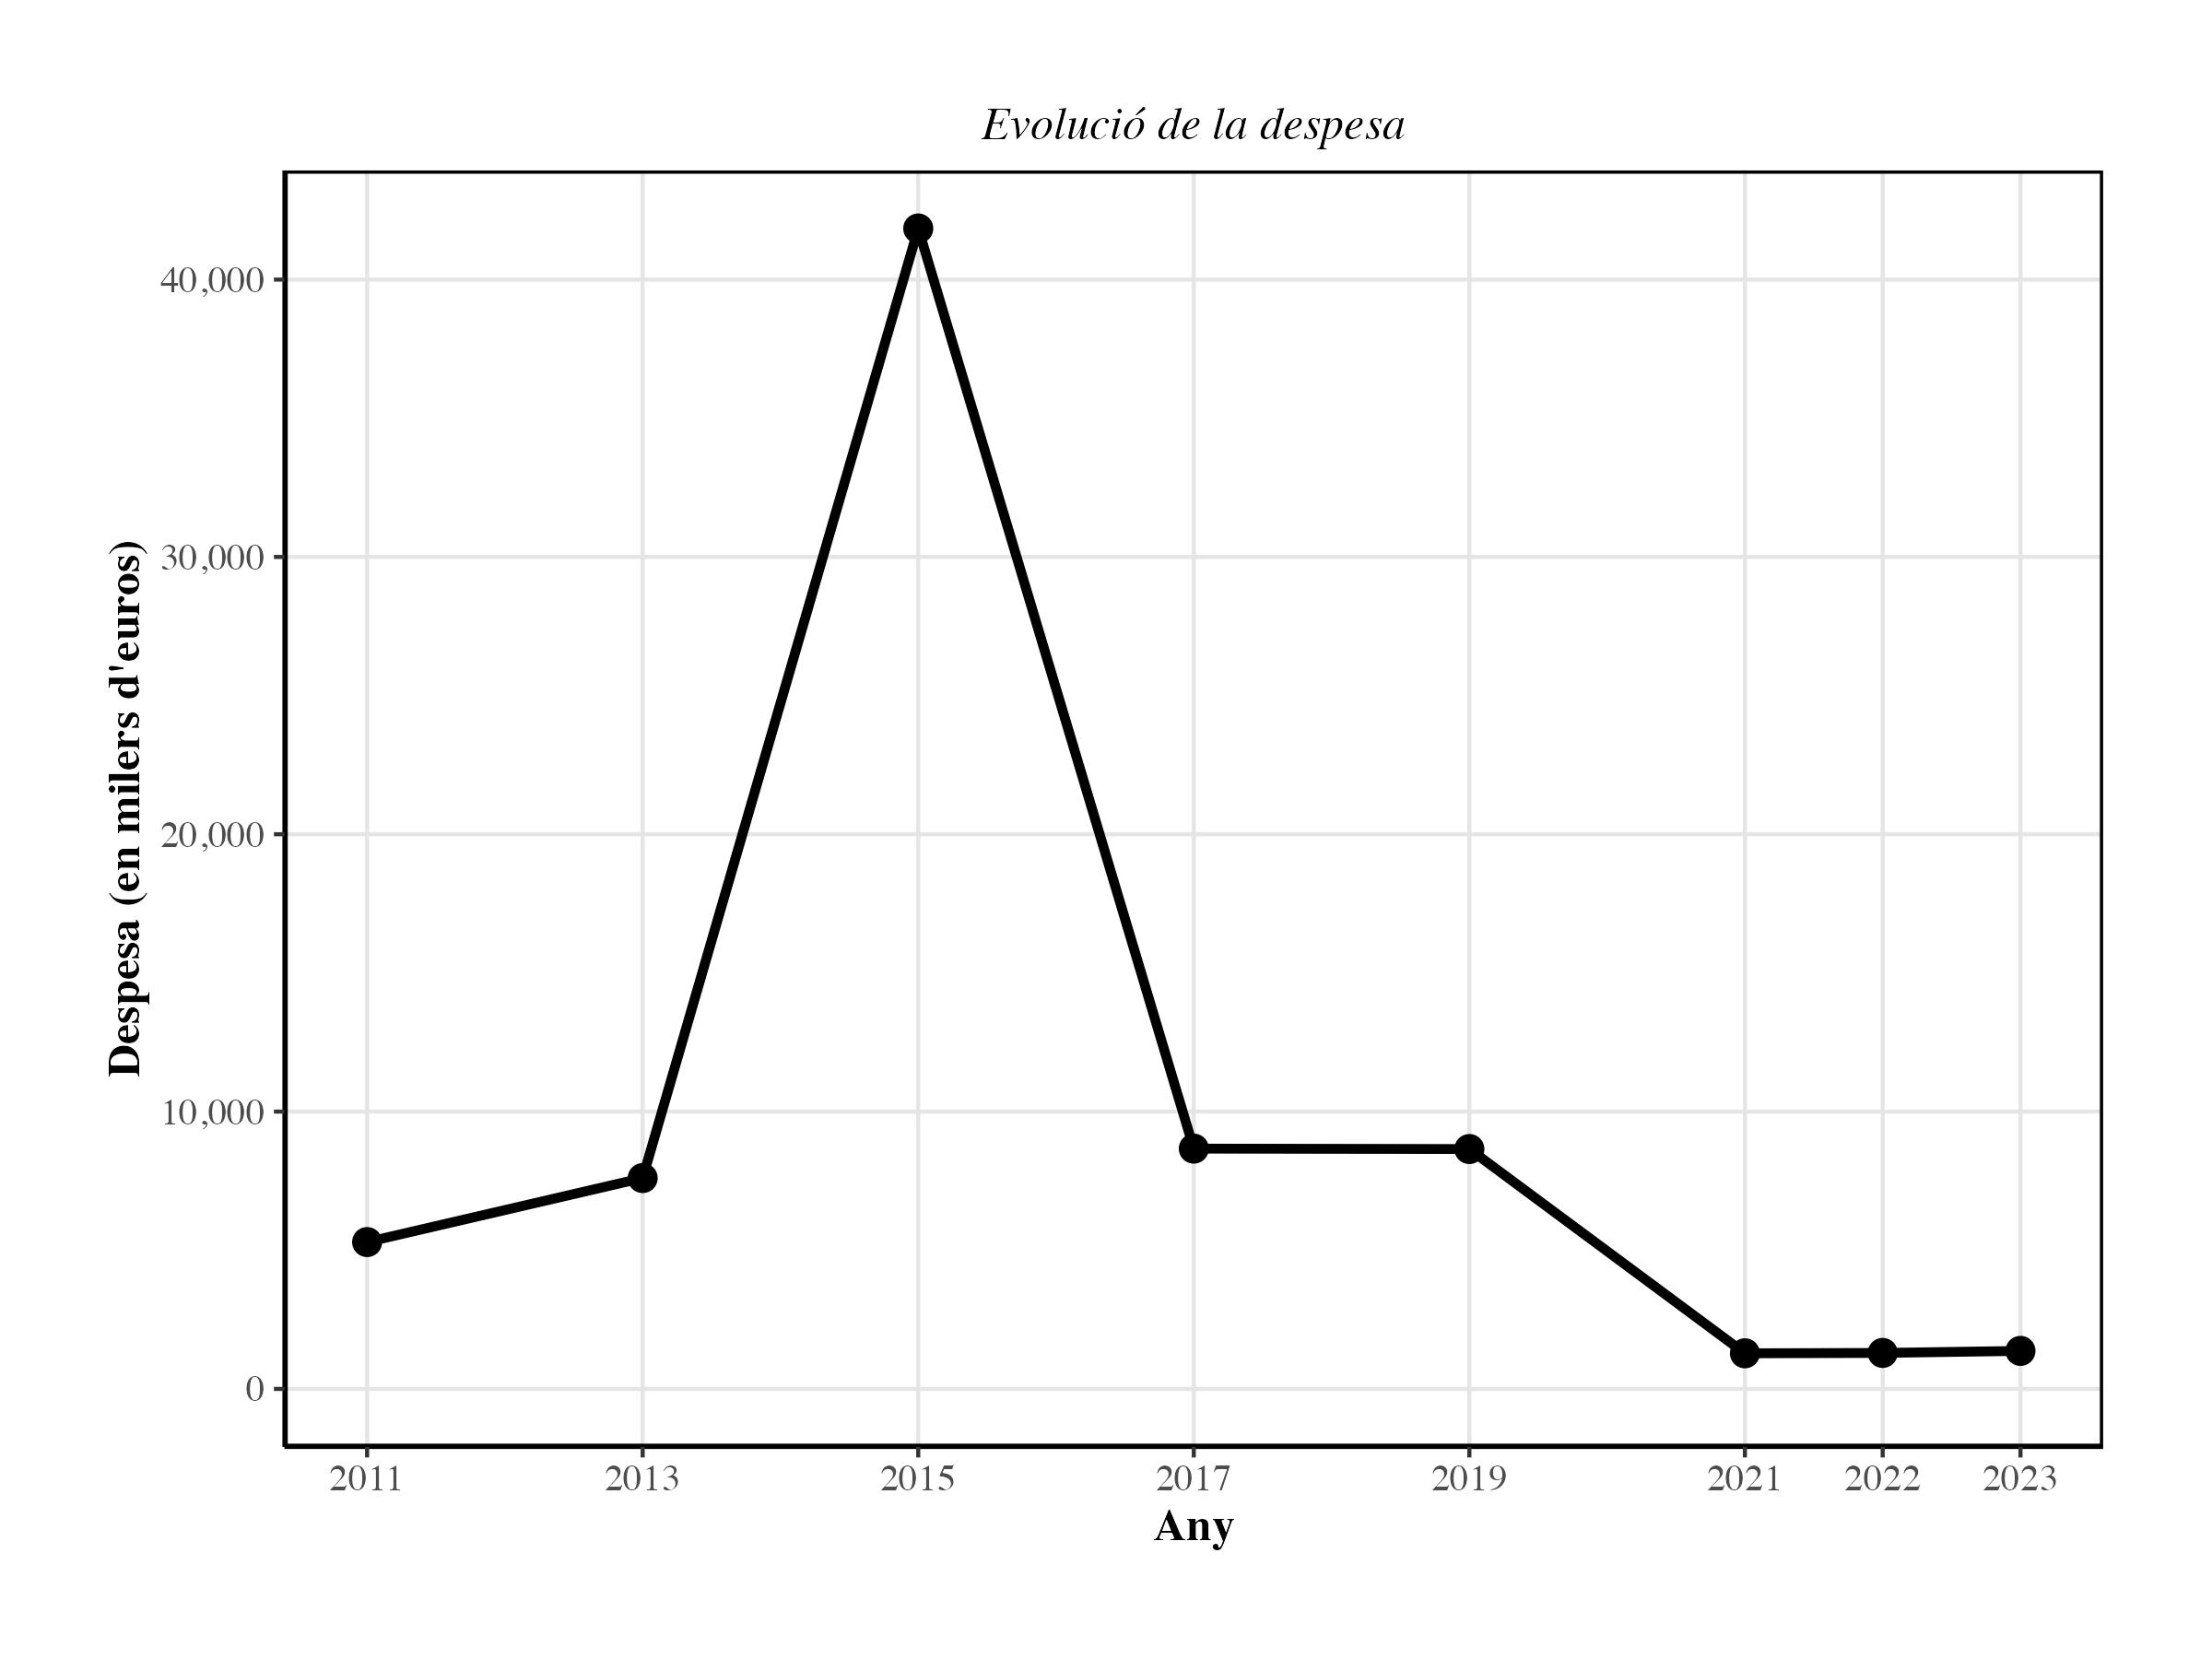 Evolució de la despesa
Despesa (en milers d'euros)
40,000
30,000
20,000
10,000
0
2011 2013 2015 2017 2019 2021 2022 2023
Any